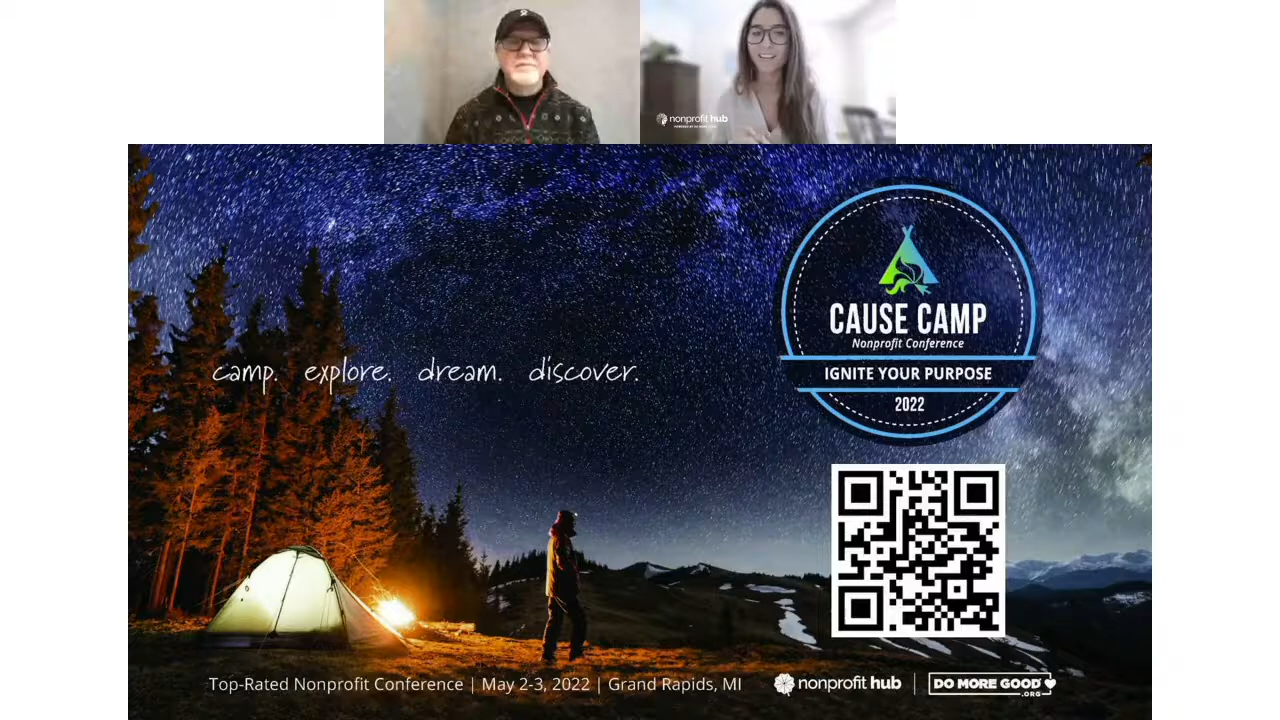 nonprofit hub
camp. explore. dream. discover.
CAUSE CAMP
Nonprofit Conference
IGNITE YOUR PURPOSE
2022
Top-Rated Nonprofit Conference | May 2-3, 2022 | Grand Rapids, MI
nonprofit hub
DO MORE GOOD
.ORG